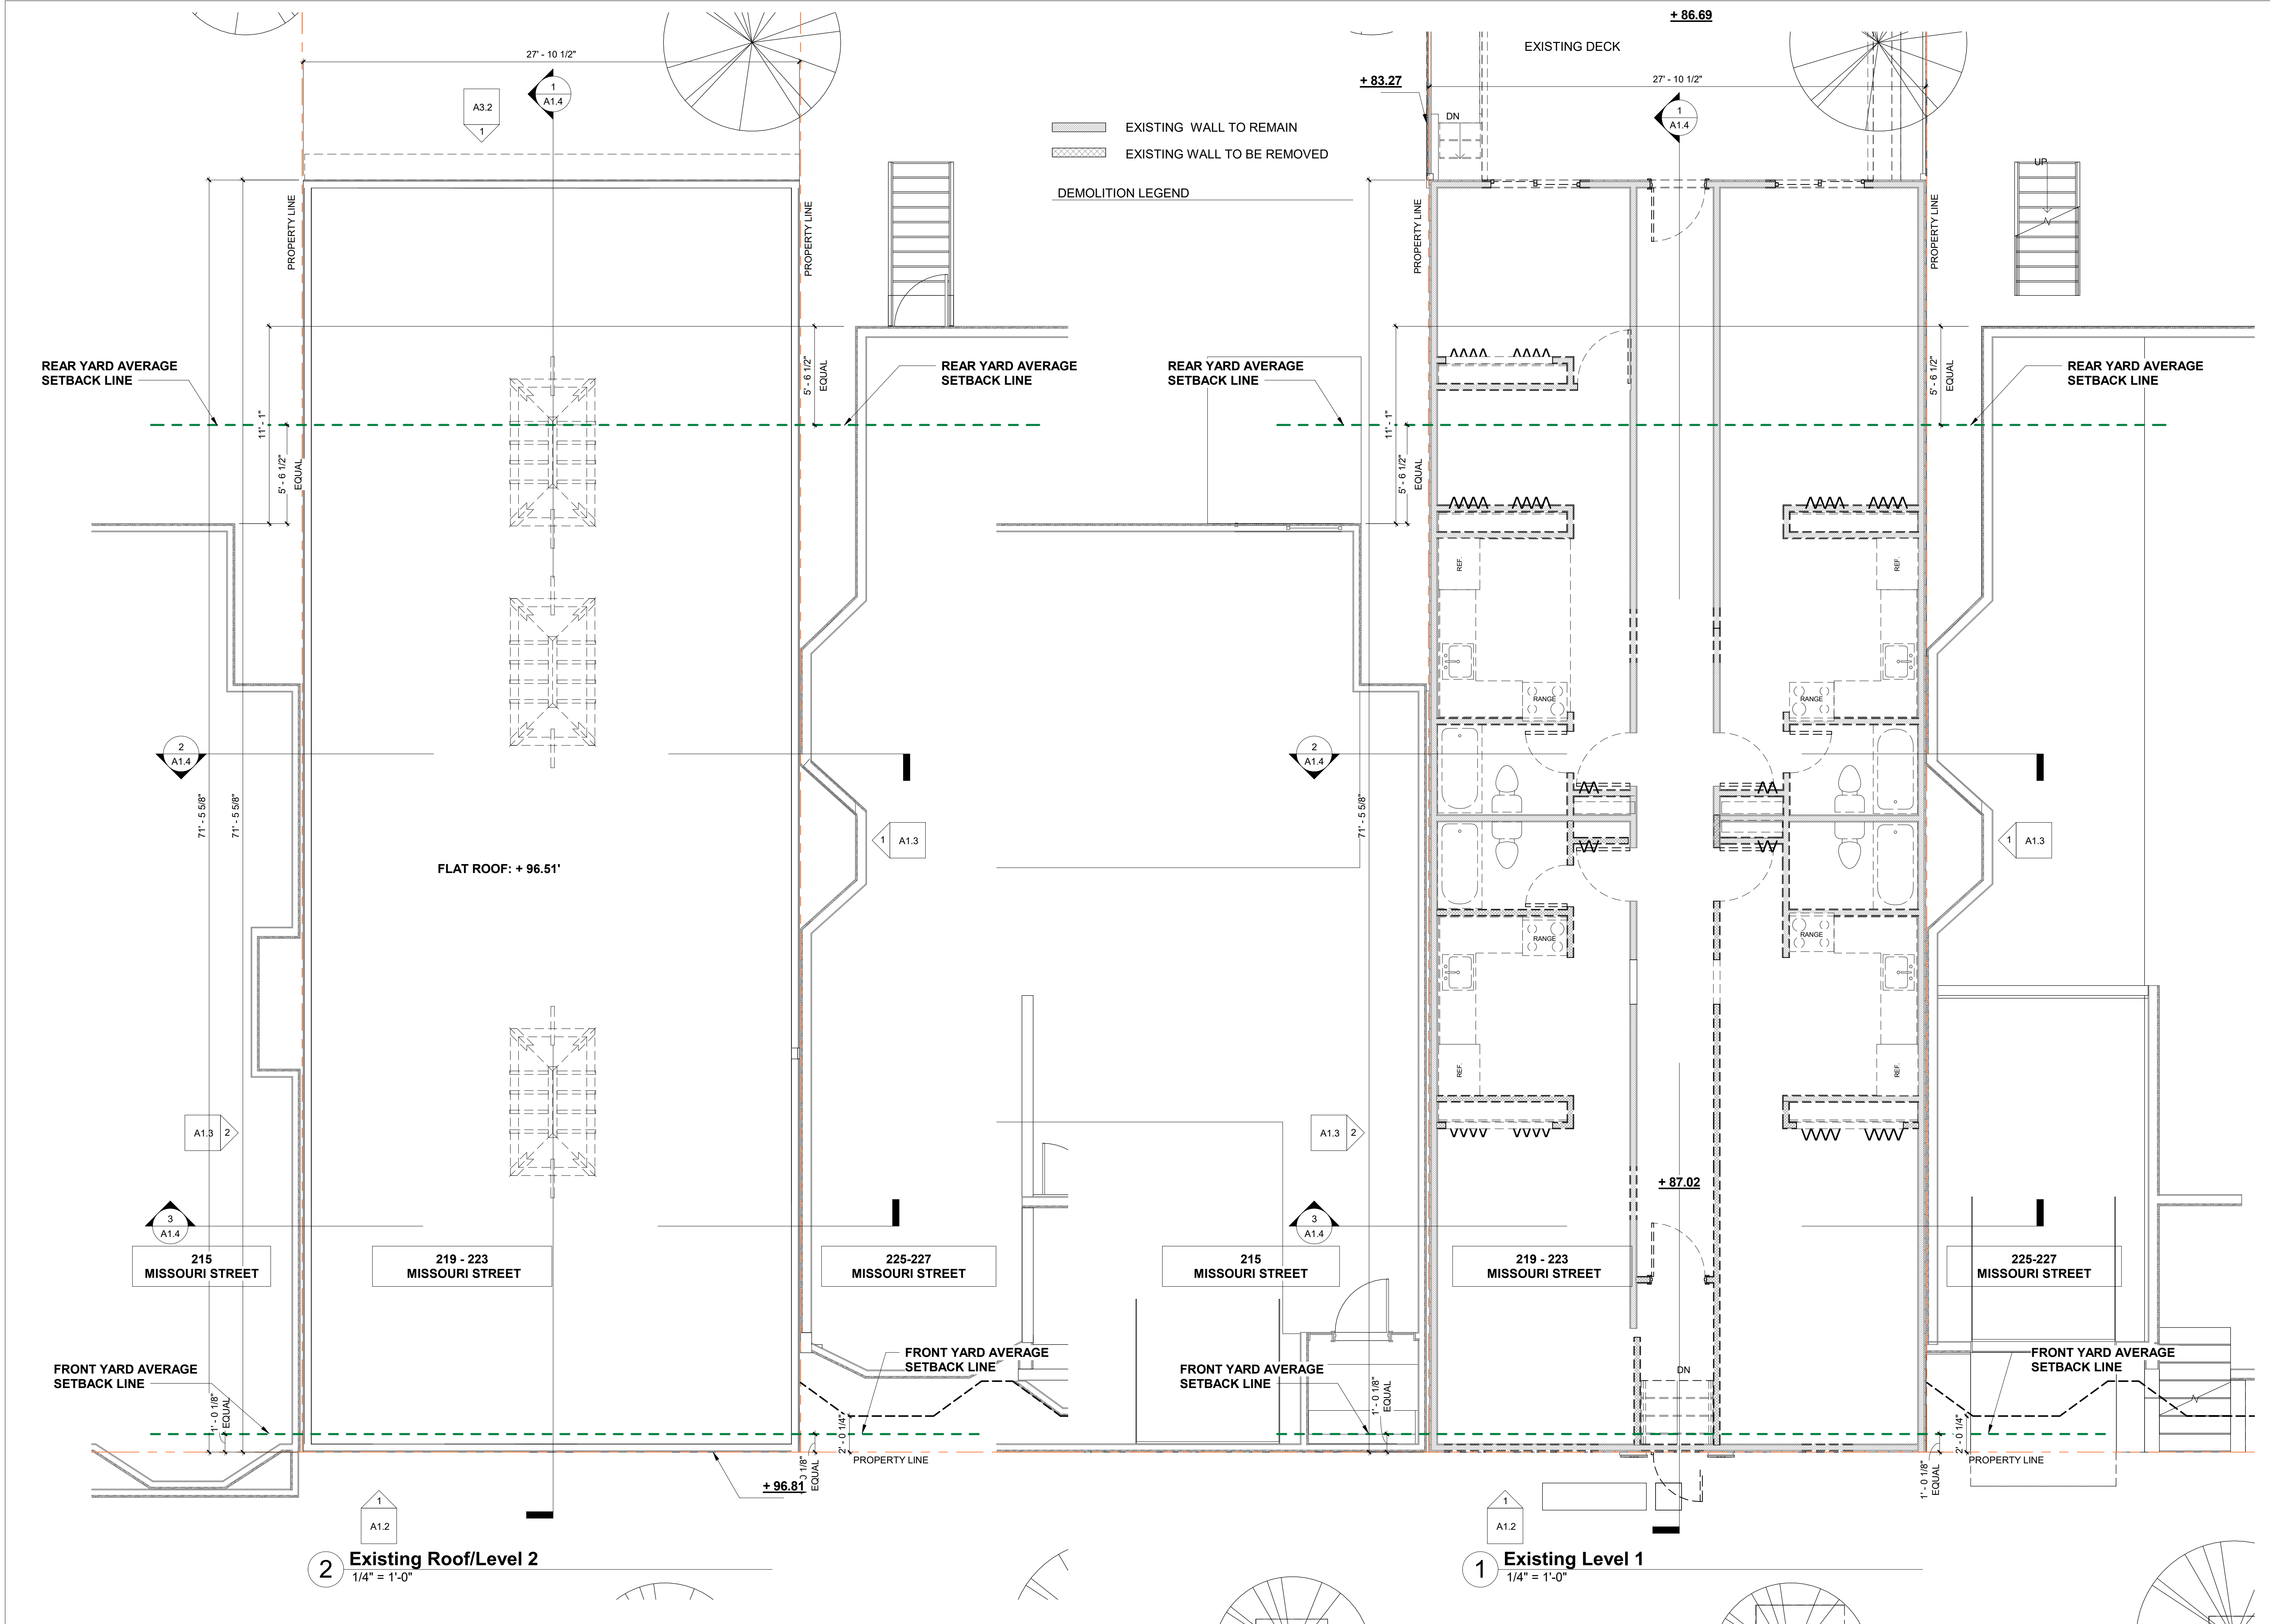 27' - 10 1/2"
1
A1.4
A3.2
1
PROPERTY LINE
PROPERTY LINE
REAR YARD AVERAGE
SETBACK LINE
REAR YARD AVERAGE
SETBACK LINE
5' - 6 1/2"
EQUAL
11' - 1"
5' - 6 1/2"
EQUAL
2
A1.4
71' - 5 5/8"
71' - 5 5/8"
1
A1.3
FLAT ROOF: + 96.51'
A1.3
2
3
A1.4
215
MISSOURI STREET
219 - 223
MISSOURI STREET
225-227
MISSOURI STREET
FRONT YARD AVERAGE
SETBACK LINE
FRONT YARD AVERAGE
SETBACK LINE
1' - 0 1/8"
EQUAL
2' - 0 1/4"
PROPERTY LINE
0 1/8"
EQUAL
+ 96.81
1
A1.2
2
Existing Roof/Level 2
1/4" = 1'-0"
EXISTING WALL TO REMAIN
EXISTING WALL TO BE REMOVED
DEMOLITION LEGEND
+ 86.69
EXISTING DECK
+ 83.27
27' - 10 1/2"
DN
1
A1.4
UP
PROPERTY LINE
PROPERTY LINE
REAR YARD AVERAGE
SETBACK LINE
REAR YARD AVERAGE
SETBACK LINE
5' - 6 1/2"
EQUAL
11' - 1"
5' - 6 1/2"
EQUAL
REF.
REF.
RANGE
RANGE
2
A1.4
71' - 5 5/8"
1
A1.3
RANGE
RANGE
REF.
REF.
A1.3
2
+ 87.02
3
A1.4
215
MISSOURI STREET
219 - 223
MISSOURI STREET
225-227
MISSOURI STREET
FRONT YARD AVERAGE
SETBACK LINE
FRONT YARD AVERAGE
SETBACK LINE
DN
1' - 0 1/8"
EQUAL
2' - 0 1/4"
PROPERTY LINE
1' - 0 1/8"
EQUAL
1
A1.2
1
Existing Level 1
1/4" = 1'-0"